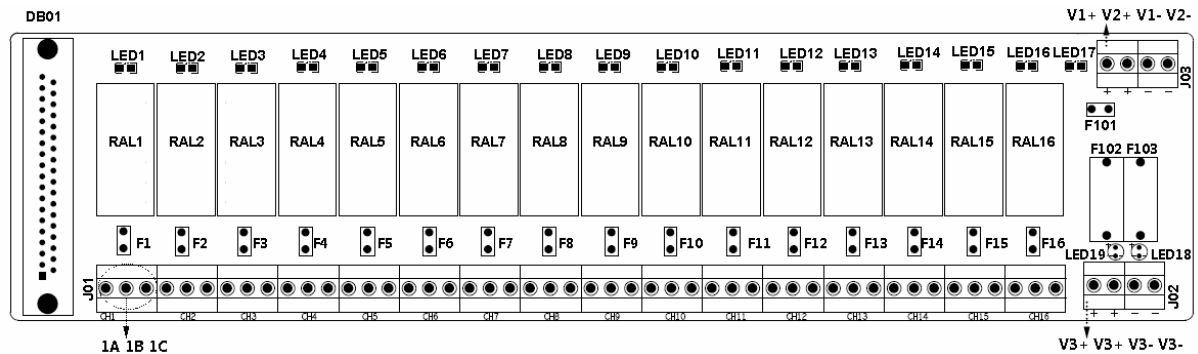 DB01
V1+ V2+ V1- V2-
LED1 LED2 LED3 LED4 LED5 LED6 LED7 LED8 LED9 LED10 LED11 LED12 LED13 LED14 LED15 LED16 LED17
J03
+ + − −
F101
RAL1 RAL2 RAL3 RAL4 RAL5 RAL6 RAL7 RAL8 RAL9 RAL10 RAL11 RAL12 RAL13 RAL14 RAL15 RAL16
F102 F103
F1 F2 F3 F4 F5 F6 F7 F8 F9 F10 F11 F12 F13 F14 F15 F16
LED19 LED18
J01
J02
CH1 CH2 CH3 CH4 CH5 CH6 CH7 CH8 CH9 CH10 CH11 CH12 CH13 CH14 CH15 CH16
+ + − −
1A 1B 1C
V3+ V3+ V3- V3-